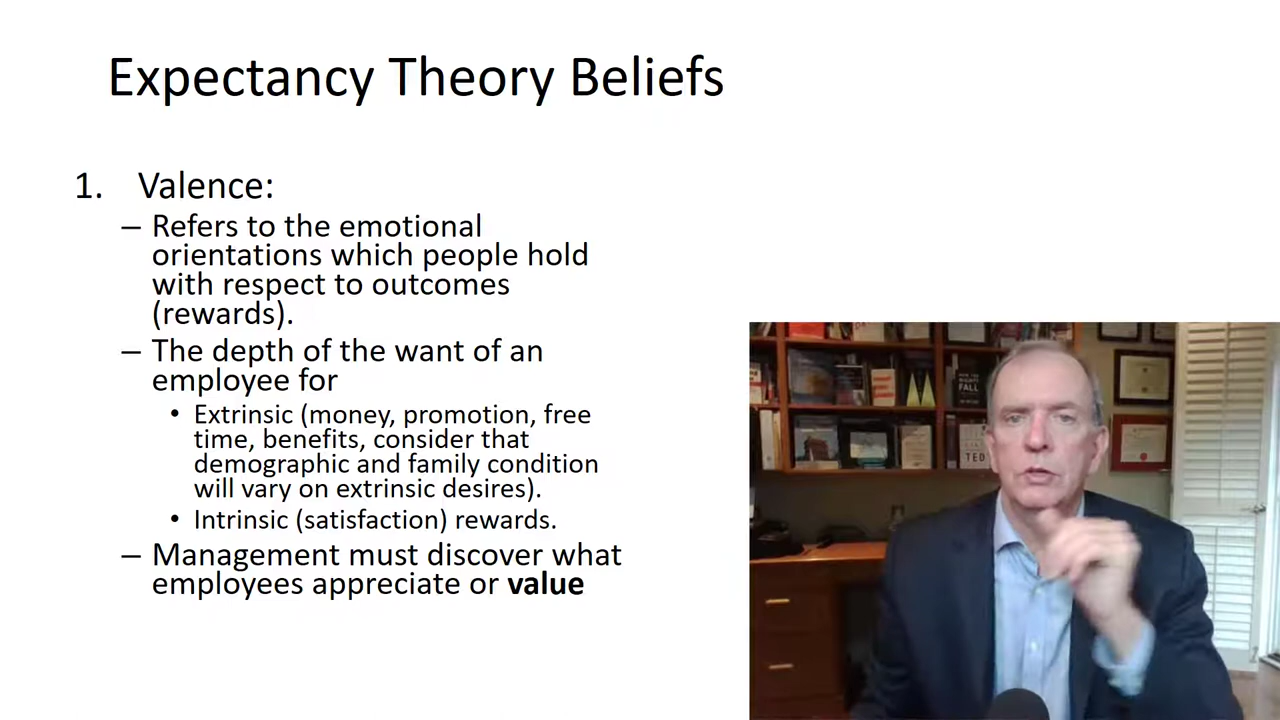 Expectancy Theory Beliefs
1. Valence:
– Refers to the emotional
orientations which people hold
with respect to outcomes
(rewards).
– The depth of the want of an
employee for
• Extrinsic (money, promotion, free
time, benefits, consider that
demographic and family condition
will vary on extrinsic desires).
• Intrinsic (satisfaction) rewards.
– Management must discover what
employees appreciate or value
FALL
TED